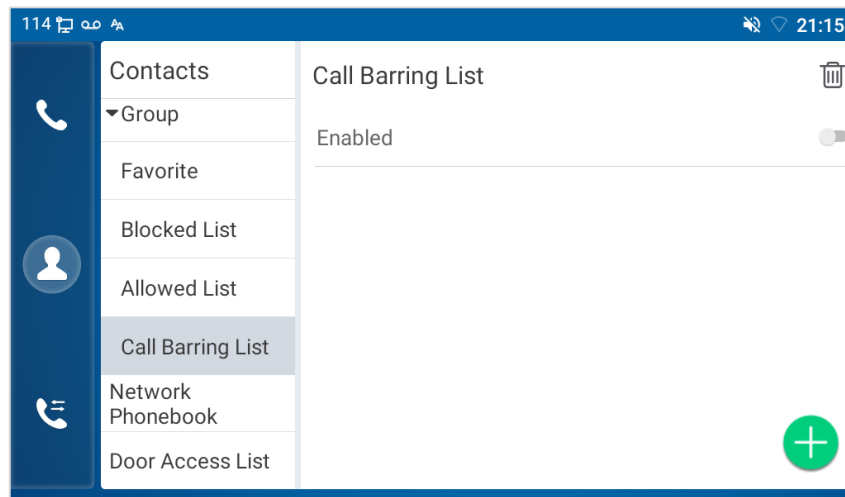 114 21:15
Contacts
Group
Favorite
Blocked List
Allowed List
Call Barring List
Network
Phonebook
Door Access List
Call Barring List
Enabled